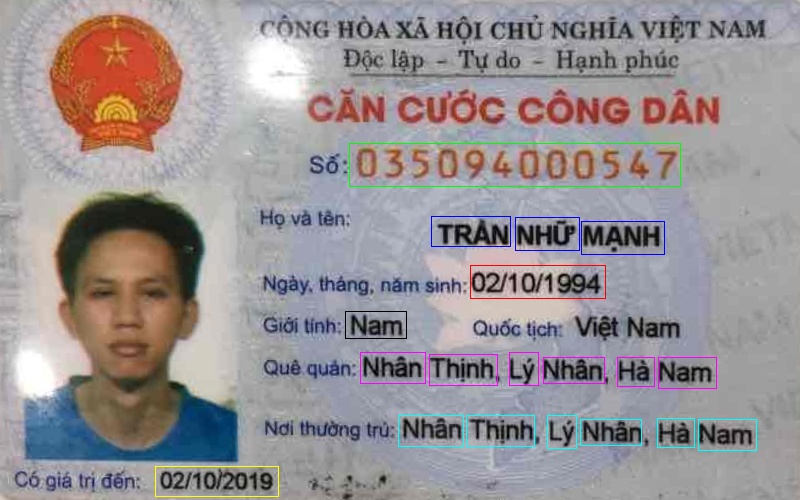 CỘNG HÒA XÃ HỘI CHỦ NGHĨA VIỆT NAM
Độc lập - Tự do - Hạnh phúc
CĂN CƯỚC CÔNG DÂN
Số: 035094000547
Họ và tên: TRẦN NHỮ MẠNH
Ngày, tháng, năm sinh: 02/10/1994
Giới tính: Nam Quốc tịch: Việt Nam
Quê quán: Nhân Thịnh, Lý Nhân, Hà Nam
Nơi thường trú: Nhân Thịnh, Lý Nhân, Hà Nam
Có giá trị đến: 02/10/2019